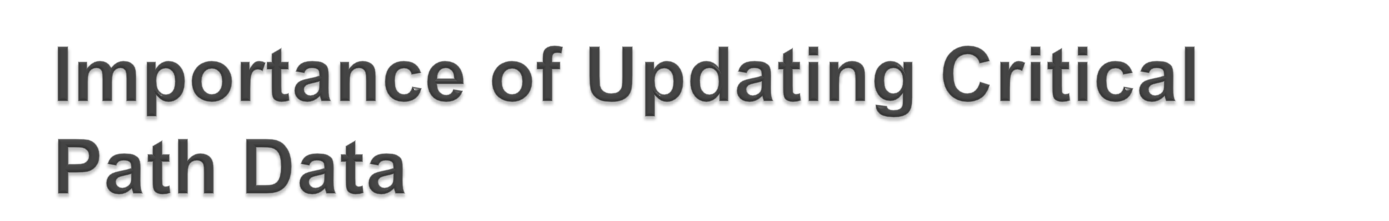 Importance of Updating Critical
Path Data